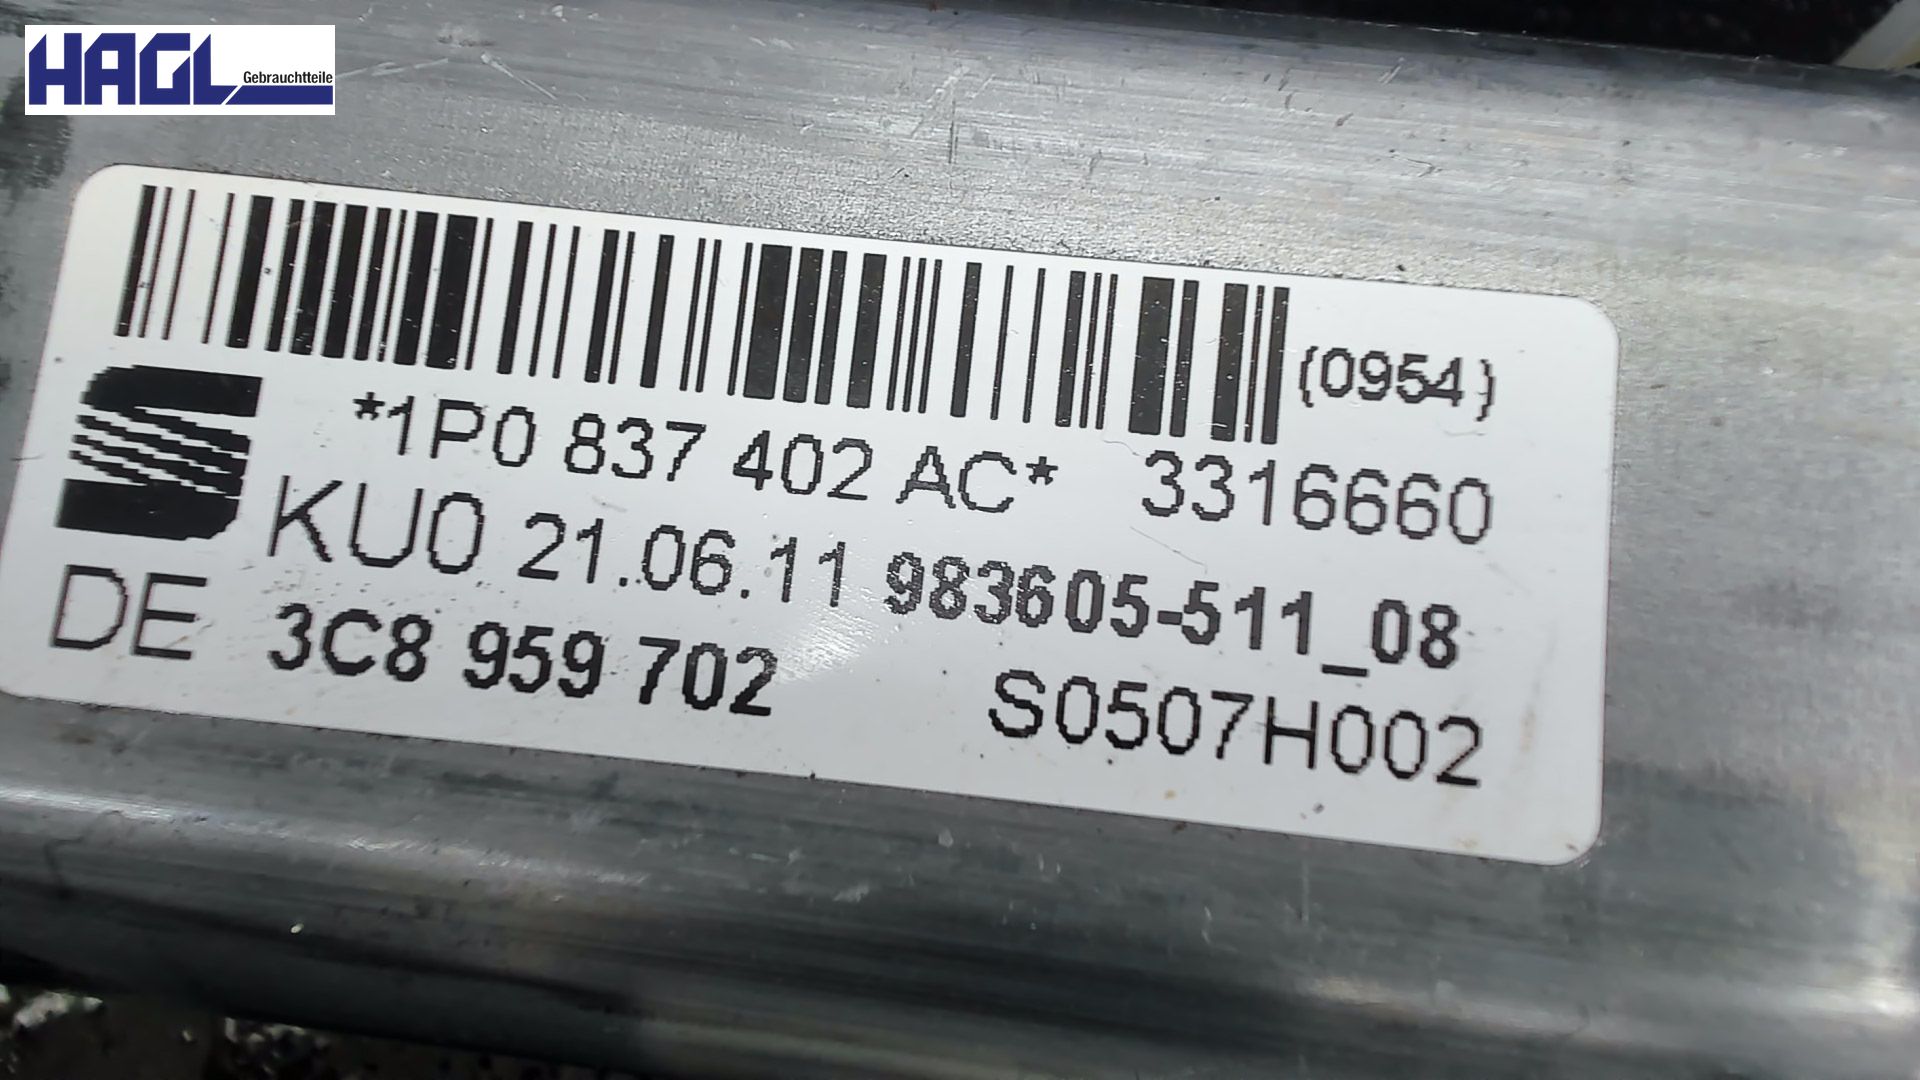 HAGL
Gebrauchtteile
(0954)
*1P0 837 402 AC* 3316660
KU0 21.06.11 983605-511_08
DE 3C8 959 702 S0507H002